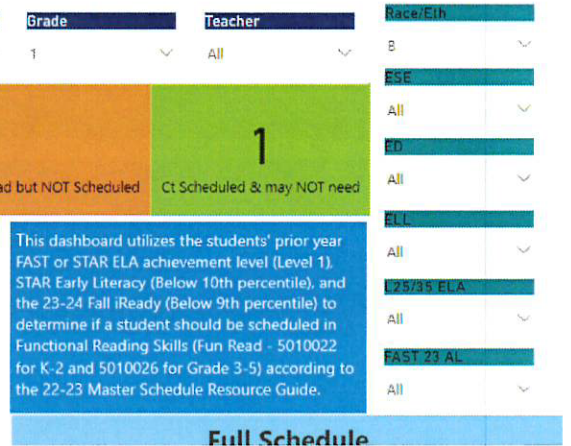 Grade
Teacher
Race/Eth
1
All
B
ESE
All
ED
All
ELL
All
L25/35 ELA
All
FAST 23 AL
All
ad but NOT Scheduled
1
Ct Scheduled & may NOT need
This dashboard utilizes the students' prior year
FAST or STAR ELA achievement level (Level 1),
STAR Early Literacy (Below 10th percentile), and
the 23-24 Fall iReady (Below 9th percentile) to
determine if a student should be scheduled in
Functional Reading Skills (Fun Read - 5010022
for K-2 and 5010026 for Grade 3-5) according to
the 22-23 Master Schedule Resource Guide.
Full Schedule